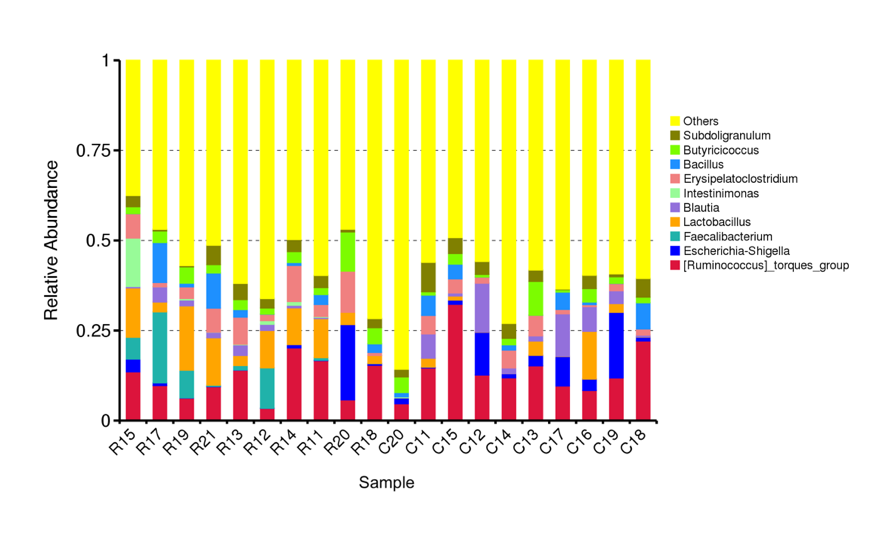 1
0.75
0.5
0.25
0
Relative Abundance
R15 R17 R19 R21 R13 R12 R14 R11 R20 R18 C20 C11 C15 C12 C14 C13 C17 C16 C19 C18
Sample
Others
Subdoligranulum
Butyricicoccus
Bacillus
Erysipelatoclostridium
Intestinimonas
Blautia
Lactobacillus
Faecalibacterium
Escherichia-Shigella
[Ruminococcus]_torques_group